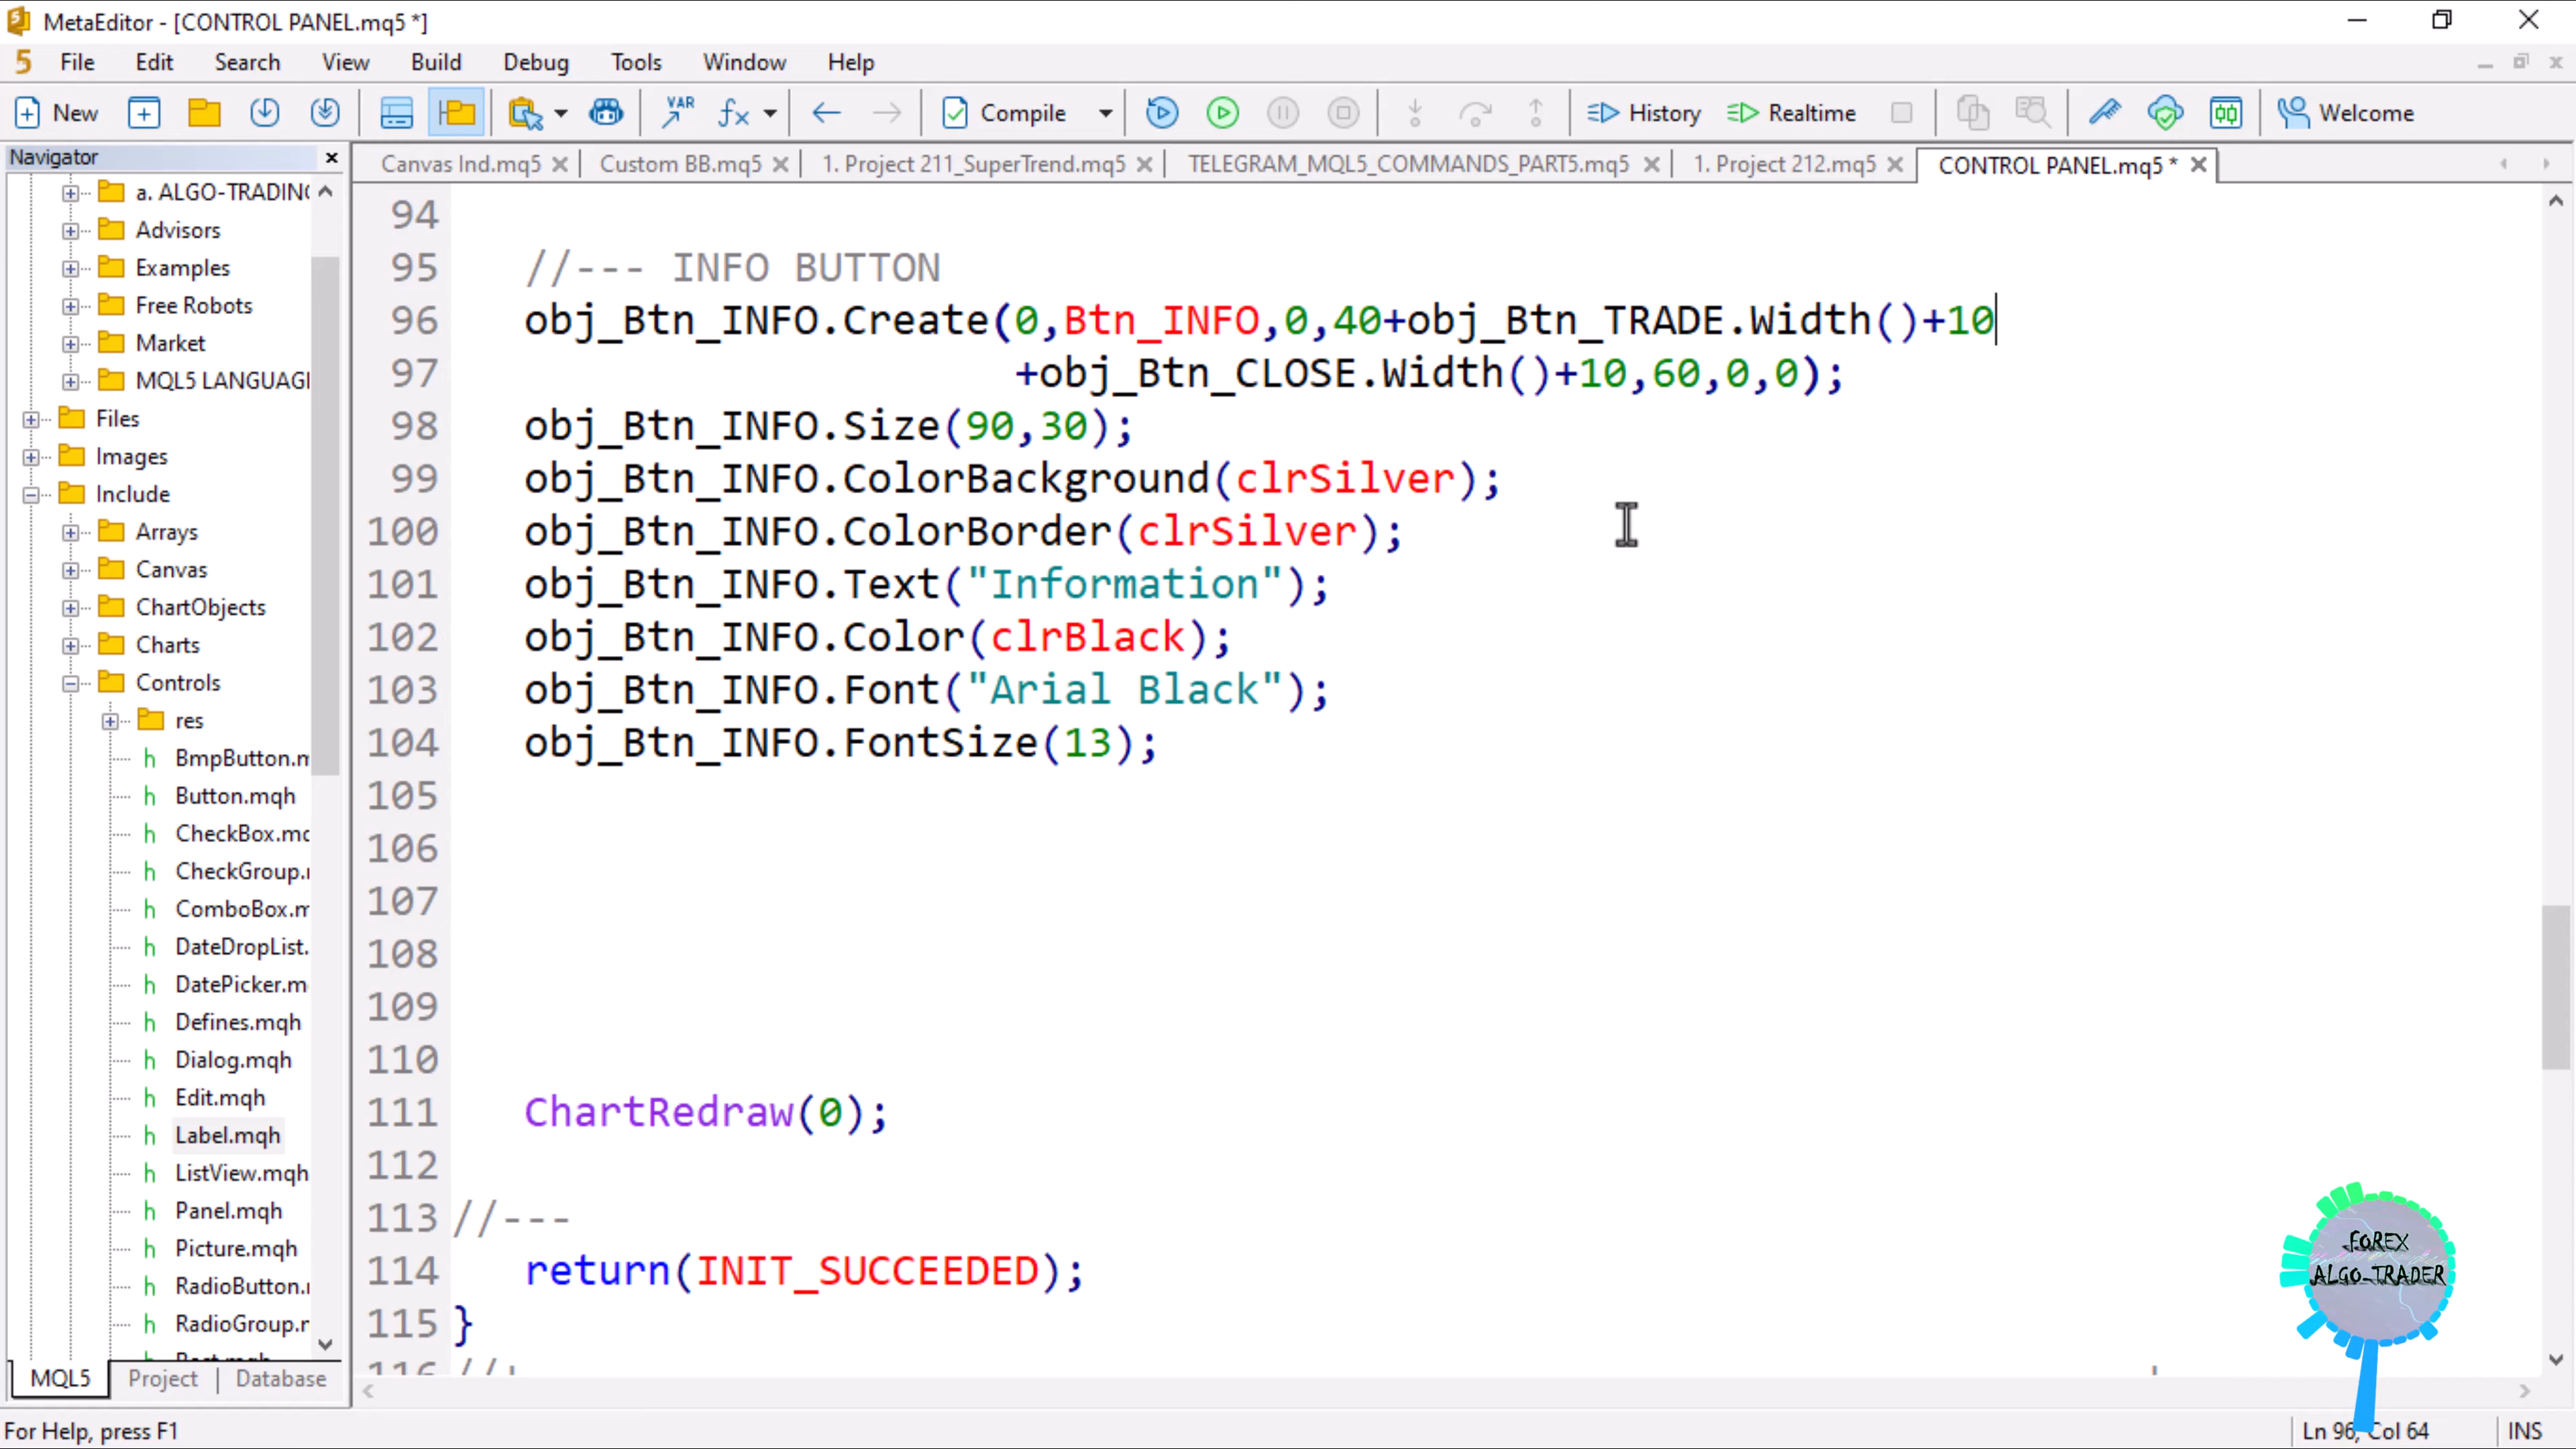 MetaEditor - [CONTROL PANEL.mq5 *]
5 File Edit Search View Build Debug Tools Window Help
New VAR fx Compile History Realtime Welcome
Navigator
Canvas Ind.mq5 Custom BB.mq5 1. Project 211_SuperTrend.mq5 TELEGRAM_MQL5_COMMANDS_PART5.mq5 1. Project 212.mq5 CONTROL PANEL.mq5 *
a. ALGO-TRADING
Advisors
Examples
Free Robots
Market
MQL5 LANGUAGE
Files
Images
Include
Arrays
Canvas
ChartObjects
Charts
Controls
res
BmpButton.m
Button.mqh
CheckBox.mq
CheckGroup.
ComboBox.m
DateDropList.
DatePicker.m
Defines.mqh
Dialog.mqh
Edit.mqh
Label.mqh
ListView.mqh
Panel.mqh
Picture.mqh
RadioButton.
RadioGroup.
MQL5 Project Database
94
95 //--- INFO BUTTON
96 obj_Btn_INFO.Create(0,Btn_INFO,0,40+obj_Btn_TRADE.Width()+10
97 +obj_Btn_CLOSE.Width()+10,60,0,0);
98 obj_Btn_INFO.Size(90,30);
99 obj_Btn_INFO.ColorBackground(clrSilver);
100 obj_Btn_INFO.ColorBorder(clrSilver);
101 obj_Btn_INFO.Text("Information");
102 obj_Btn_INFO.Color(clrBlack);
103 obj_Btn_INFO.Font("Arial Black");
104 obj_Btn_INFO.FontSize(13);
105
106
107
108
109
110
111 ChartRedraw(0);
112
113 //---
114 return(INIT_SUCCEEDED);
115 }
116 //+
FOREX
ALGO-TRADER
For Help, press F1
Ln 96, Col 64 INS